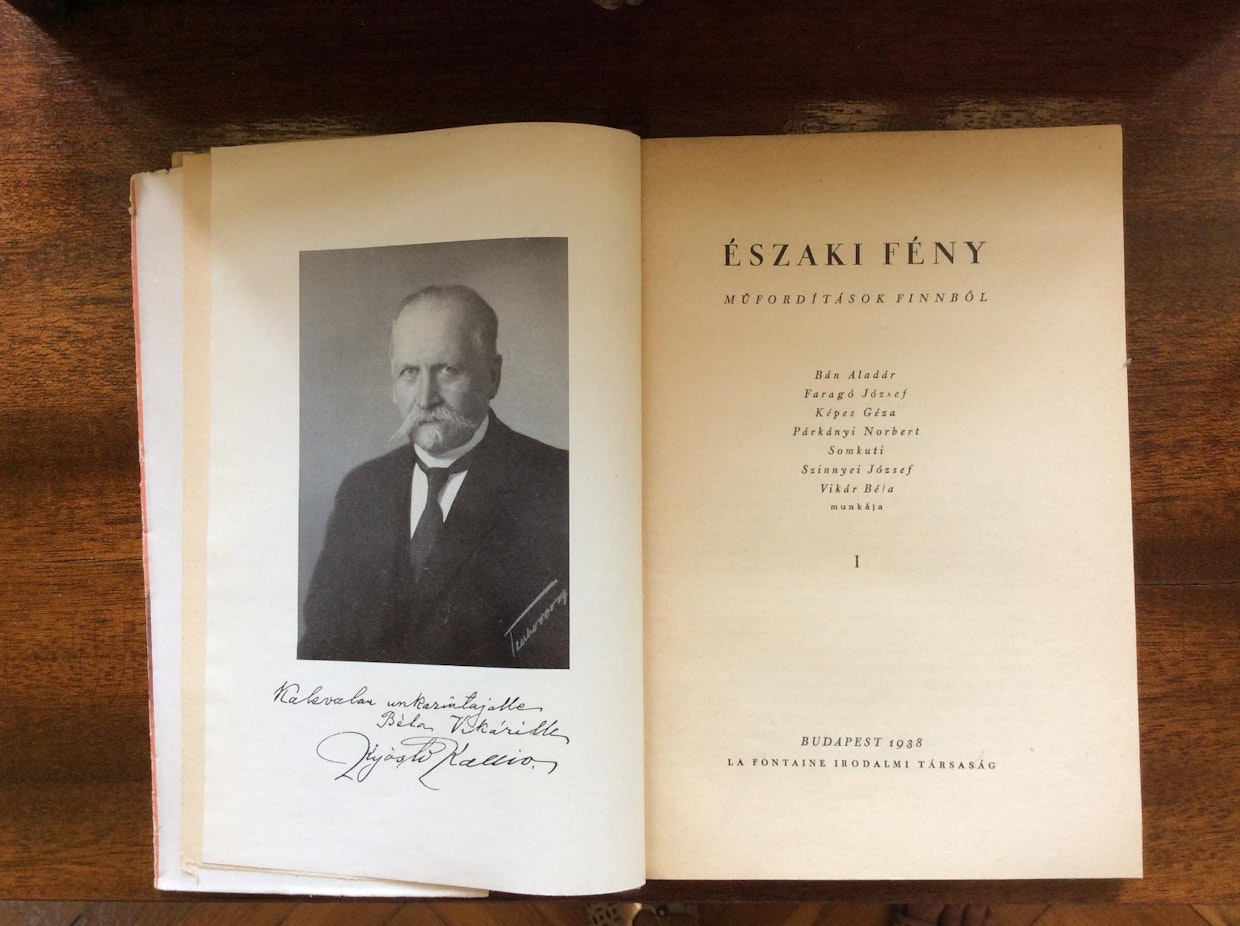 Kalevalan unkarintajalle
Béla Vikárille
Kyösti Kallio.
ÉSZAKI FÉNY
MŰFORDÍTÁSOK FINNBŐL
Bán Aladár
Faragó József
Képes Géza
Párkányi Norbert
Somkuti
Szinnyei József
Vikár Béla
munkája
I
BUDAPEST 1938
LA FONTAINE IRODALMI TÁRSASÁG